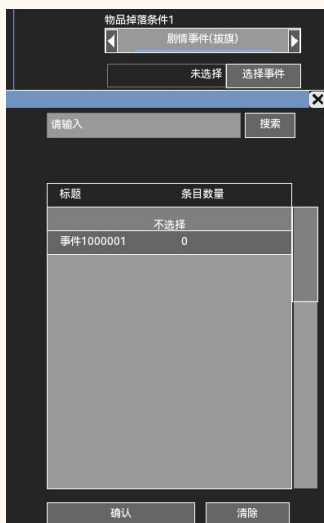 物品掉落条件1
剧情事件(拔旗)
未选择 选择事件
请输入 搜索
标题 条目数量
不选择
事件1000001 0
确认 清除